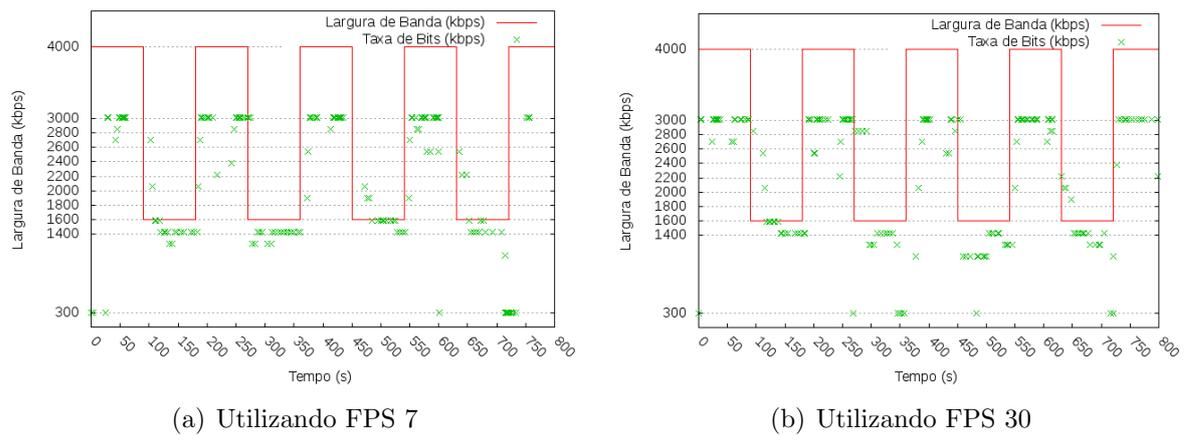 Largura de Banda (kbps)
Taxa de Bits (kbps)
4000
3000
2800
2600
2400
2200
2000
1800
1600
1400
300
Largura de Banda (kbps)
0 50 100 150 200 250 300 350 400 450 500 550 600 650 700 750 800
Tempo (s)
(a) Utilizando FPS 7
Largura de Banda (kbps)
Taxa de Bits (kbps)
4000
3000
2800
2600
2400
2200
2000
1800
1600
1400
300
Largura de Banda (kbps)
0 50 100 150 200 250 300 350 400 450 500 550 600 650 700 750 800
Tempo (s)
(b) Utilizando FPS 30